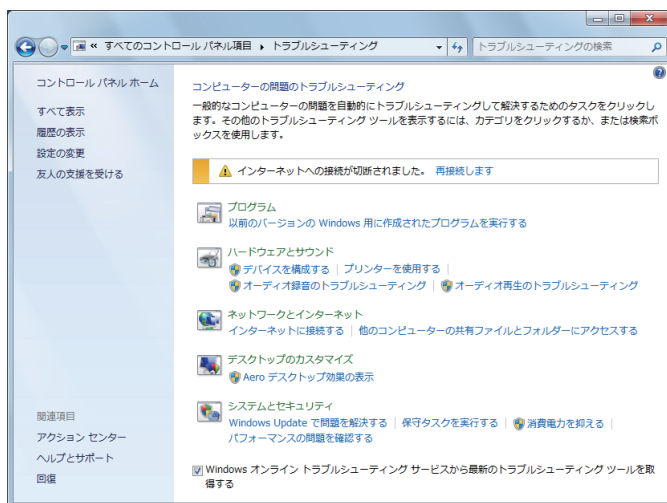 « すべてのコントロール パネル項目 ▸ トラブルシューティング
トラブルシューティングの検索
コントロール パネル ホーム
すべて表示
履歴の表示
設定の変更
友人の支援を受ける
関連項目
アクション センター
ヘルプとサポート
回復
コンピューターの問題のトラブルシューティング
一般的なコンピューターの問題を自動的にトラブルシューティングして解決するためのタスクをクリックし
ます。その他のトラブルシューティング ツールを表示するには、カテゴリをクリックするか、または検索ボ
ックスを使用します。
インターネットへの接続が切断されました。 再接続します
プログラム
以前のバージョンの Windows 用に作成されたプログラムを実行する
ハードウェアとサウンド
デバイスを構成する | プリンターを使用する |
オーディオ録音のトラブルシューティング | オーディオ再生のトラブルシューティング
ネットワークとインターネット
インターネットに接続する | 他のコンピューターの共有ファイルとフォルダーにアクセスする
デスクトップのカスタマイズ
Aero デスクトップ効果の表示
システムとセキュリティ
Windows Update で問題を解決する | 保守タスクを実行する | 消費電力を抑える |
パフォーマンスの問題を確認する
Windows オンライン トラブルシューティング サービスから最新のトラブルシューティング ツールを取
得する